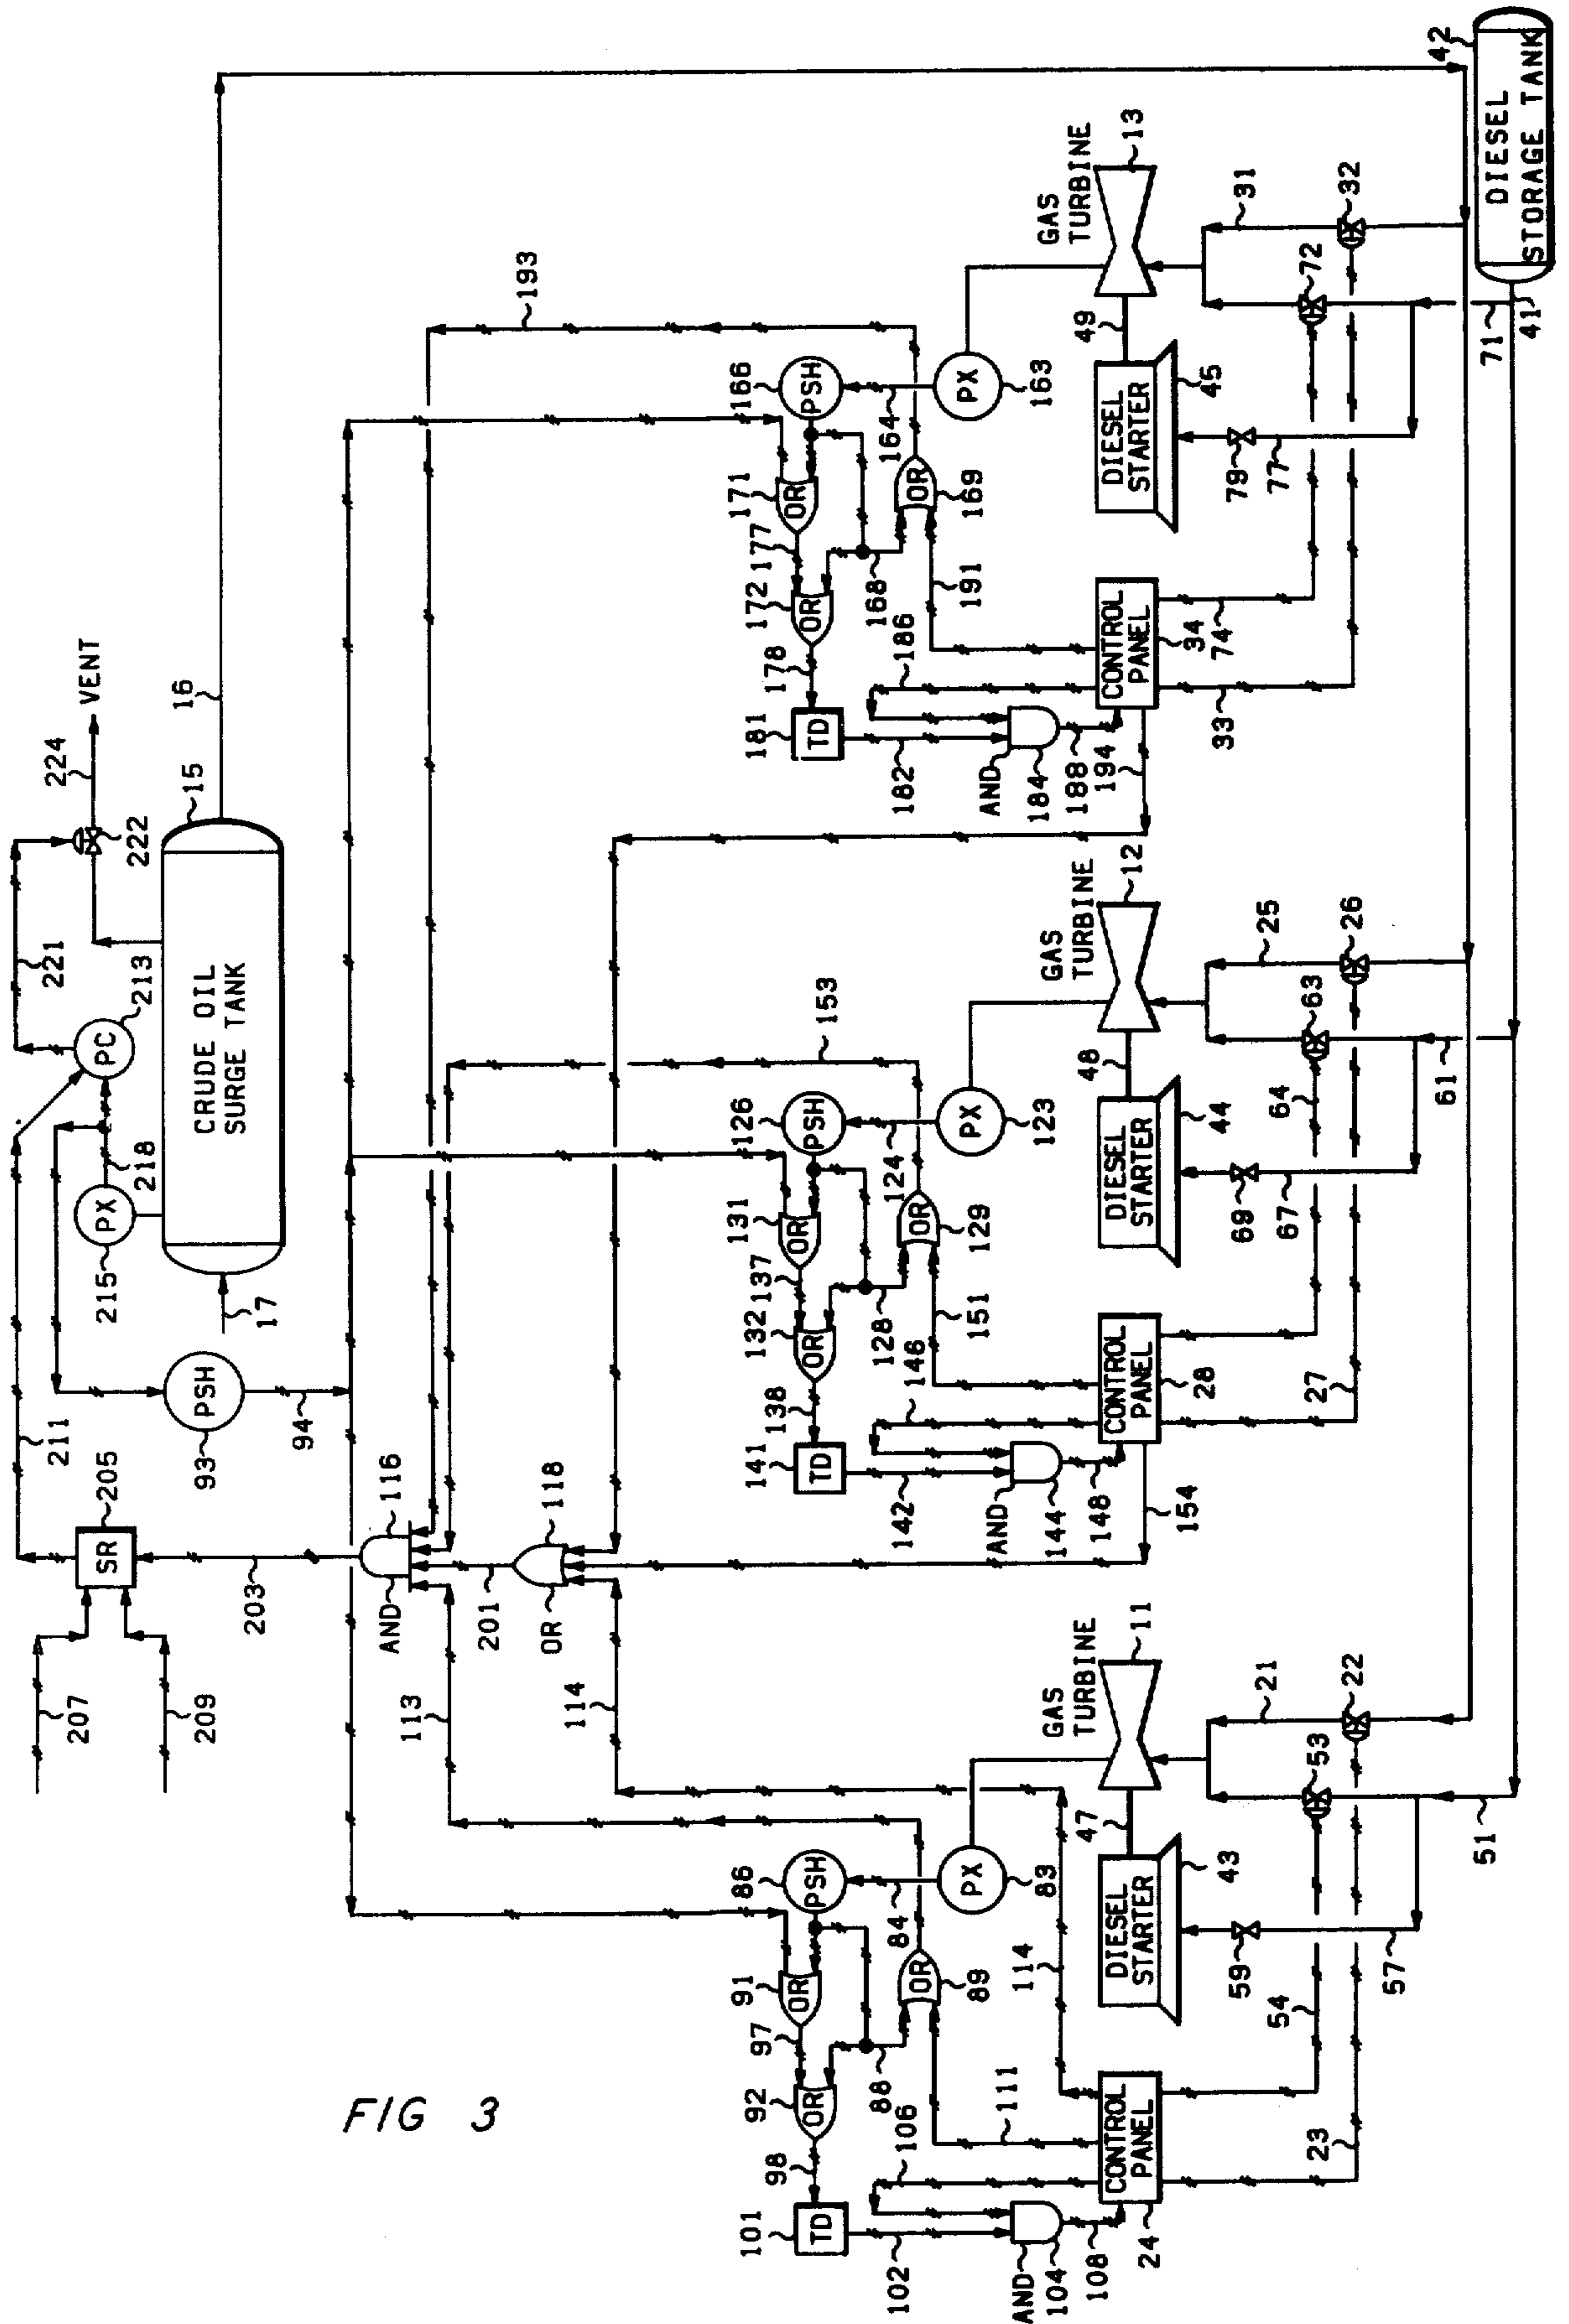 FIG 3
VENT
224
222
221
213
PC
PX
218
215
15
16
17
CRUDE OIL
SURGE TANK
211
PSH
93
94
205
SR
203
207
209
116
AND
118
OR
201
113
114
193
153
86
PSH
84
PX
83
OR
91
97
OR
92
88
OR
89
98
101
TD
102
106
111
AND
104
108
CONTROL
PANEL
24
114
GAS
TURBINE
11
47
DIESEL
STARTER
43
21
22
53
54
23
59
57
51
126
PSH
124
PX
123
OR
131
137
OR
132
128
OR
129
138
141
TD
142
146
151
AND
144
148
154
CONTROL
PANEL
28
GAS
TURBINE
12
48
DIESEL
STARTER
44
25
26
63
64
27
69
67
61
166
PSH
164
PX
163
OR
171
177
OR
172
168
OR
169
178
181
TD
182
186
191
AND
184
188
194
CONTROL
PANEL
34
GAS
TURBINE
13
49
DIESEL
STARTER
45
31
32
72
74
33
79
77
71
41
42
DIESEL
STORAGE TANK